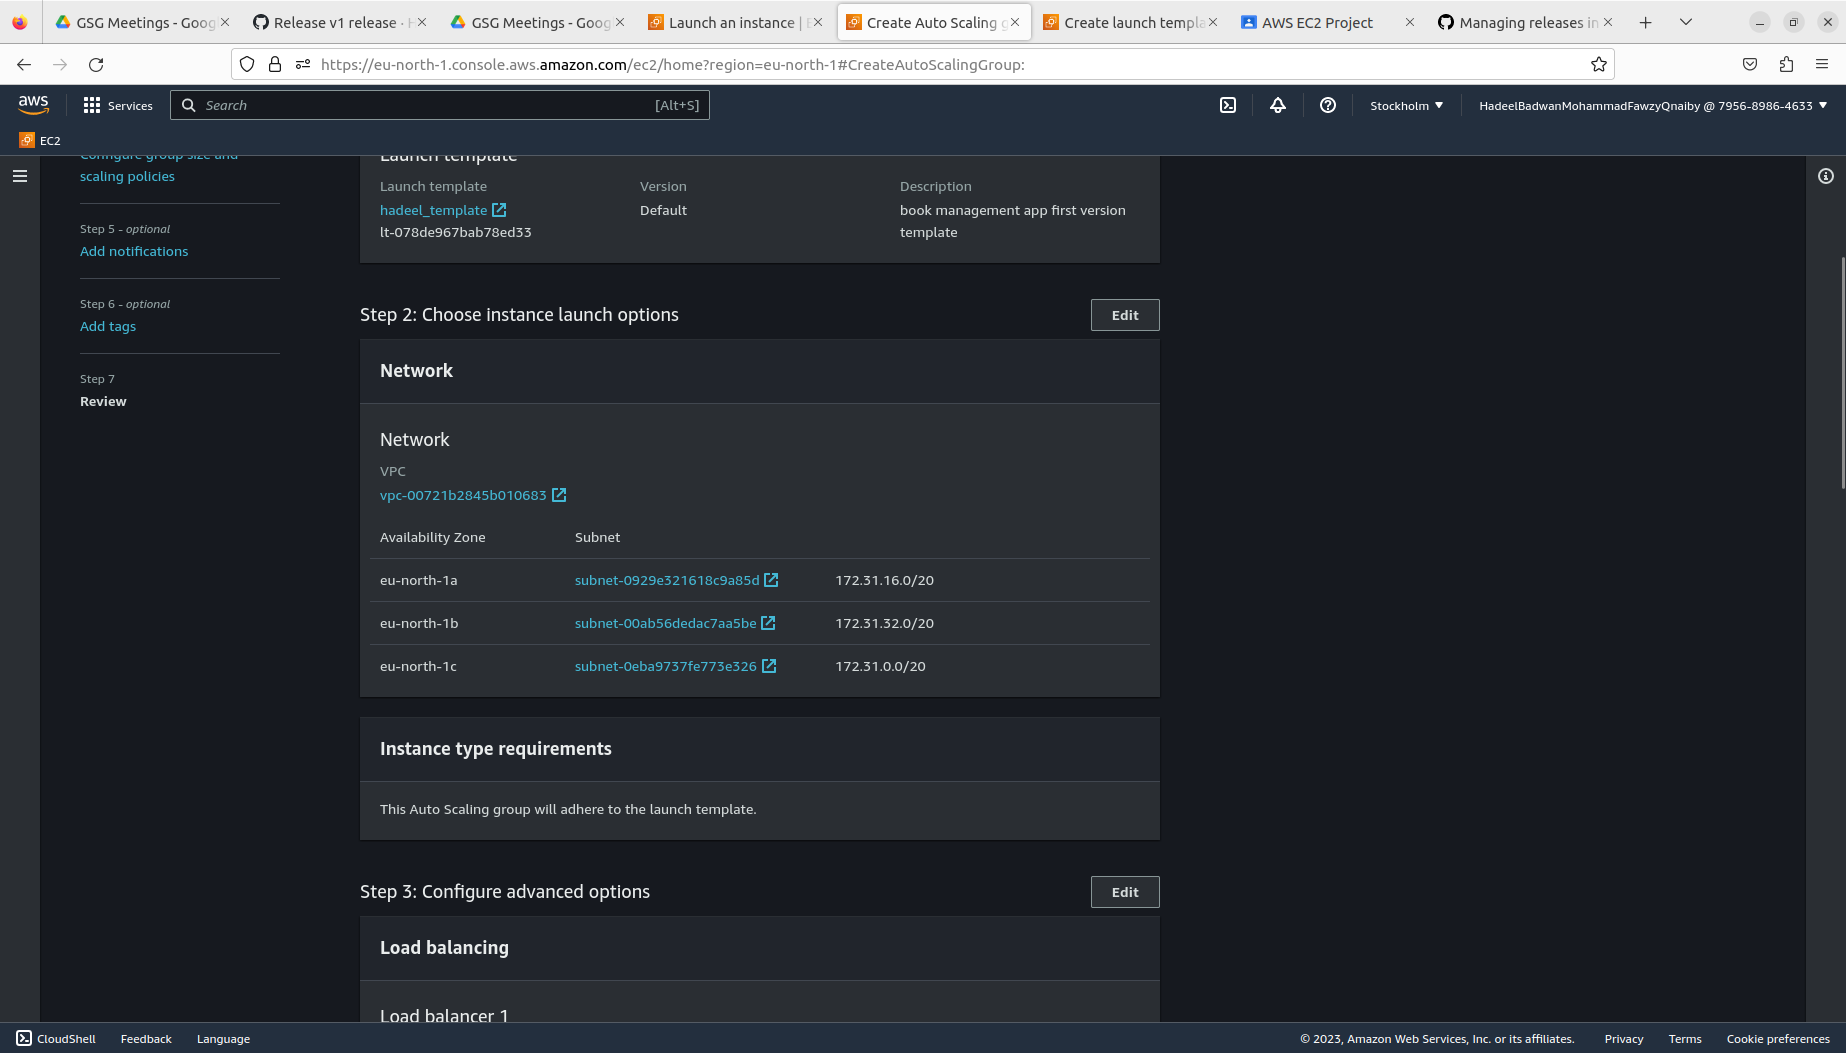 GSG Meetings - Goog
Release v1 release · H
GSG Meetings - Goog
Launch an instance | E
Create Auto Scaling g
Create launch templa
AWS EC2 Project
Managing releases in
https://eu-north-1.console.aws.amazon.com/ec2/home?region=eu-north-1#CreateAutoScalingGroup:
aws
Services
Search
[Alt+S]
Stockholm
HadeelBadwanMohammadFawzyQnaiby @ 7956-8986-4633
EC2
Configure group size and
scaling policies
Step 5 - optional
Add notifications
Step 6 - optional
Add tags
Step 7
Review
Launch template
Launch template Version Description
hadeel_template Default book management app first version
lt-078de967bab78ed33 template
Step 2: Choose instance launch options Edit
Network
Network
VPC
vpc-00721b2845b010683
Availability Zone Subnet
eu-north-1a subnet-0929e321618c9a85d 172.31.16.0/20
eu-north-1b subnet-00ab56dedac7aa5be 172.31.32.0/20
eu-north-1c subnet-0eba9737fe773e326 172.31.0.0/20
Instance type requirements
This Auto Scaling group will adhere to the launch template.
Step 3: Configure advanced options Edit
Load balancing
Load balancer 1
CloudShell Feedback Language © 2023, Amazon Web Services, Inc. or its affiliates. Privacy Terms Cookie preferences